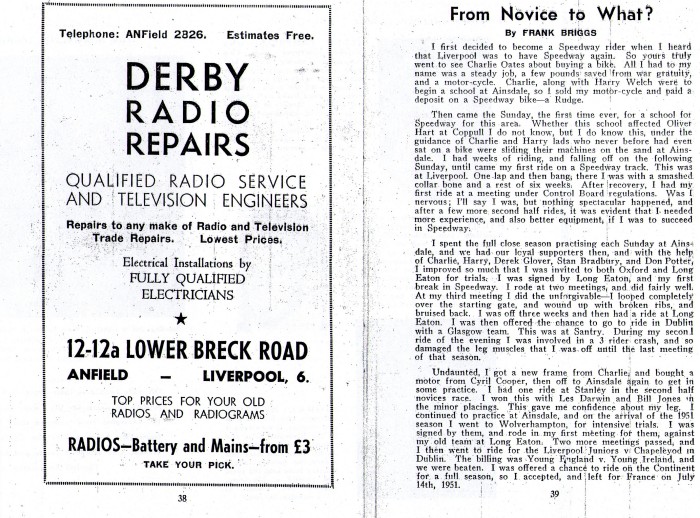 Telephone: ANField 2326. Estimates Free.
DERBY
RADIO
REPAIRS
QUALIFIED RADIO SERVICE
AND TELEVISION ENGINEERS
Repairs to any make of Radio and Television
Trade Repairs. Lowest Prices.
Electrical Installations by
FULLY QUALIFIED
ELECTRICIANS
★
12-12a LOWER BRECK ROAD
ANFIELD — LIVERPOOL, 6.
TOP PRICES FOR YOUR OLD
RADIOS AND RADIOGRAMS
RADIOS—Battery and Mains—from £3
TAKE YOUR PICK.
38
From Novice to What?
By FRANK BRIGGS
I first decided to become a Speedway rider when I heard
that Liverpool was to have Speedway again. So yours truly
went to see Charlie Oates about buying a bike. All I had to my
name was a steady job, a few pounds saved from war gratuity,
and a motor-cycle. Charlie, along with Harry Welch were to
begin a school at Ainsdale, so I sold my motor-cycle and paid a
deposit on a Speedway bike—a Rudge.
Then came the Sunday, the first time ever, for a school for
Speedway for this area. Whether this school affected Oliver
Hart at Coppull I do not know, but I do know this, under the
guidance of Charlie and Harry lads who never before had even
sat on a bike were sliding their machines on the sand at Ains-
dale. I had weeks of riding, and falling off on the following
Sunday, until came my first ride on a Speedway track. This was
at Liverpool. One lap and then bang, there I was with a smashed
collar bone and a rest of six weeks. After recovery, I had my
first ride at a meeting under Control Board regulations. Was I
nervous; I'll say I was, but nothing spectacular happened, and
after a few more second half rides, it was evident that I needed
more experience, and also better equipment, if I was to succeed
in Speedway.
I spent the full close season practising each Sunday at Ains-
dale, and we had our loyal supporters then, and with the help
of Charlie, Harry, Derek Glover, Stan Bradbury, and Don Potter,
I improved so much that I was invited to both Oxford and Long
Eaton for trials. I was signed by Long Eaton, and my first
break in Speedway. I rode at two meetings, and did fairly well.
At my third meeting I did the unforgivable—I looped completely
over the starting gate, and wound up with broken ribs, and
bruised back. I was off three weeks and then had a ride at Long
Eaton. I was then offered the chance to go to ride in Dublin
with a Glasgow team. This was at Santry. During my second
ride of the evening I was involved in a 3 rider crash, and so
damaged the leg muscles that I was off until the last meeting
of that season.
Undaunted, I got a new frame from Charlie, and bought a
motor from Cyril Cooper, then off to Ainsdale again to get in
some practice. I had one ride at Stanley in the second half
novices race. I won this with Les Darwin and Bill Jones in
the minor placings. This gave me confidence about my leg. I
continued to practice at Ainsdale, and on the arrival of the 1951
season I went to Wolverhampton, for intensive trials. I was
signed by them, and rode in my first meeting for them, against
my old team at Long Eaton. Two more meetings passed, and
I then went to ride for the Liverpool Juniors v Chapelizod in
Dublin. The billing was Young England v. Young Ireland, and
we were beaten. I was offered a chance to ride on the Continent
for a full season, so I accepted, and left for France on July
14th, 1951.
39